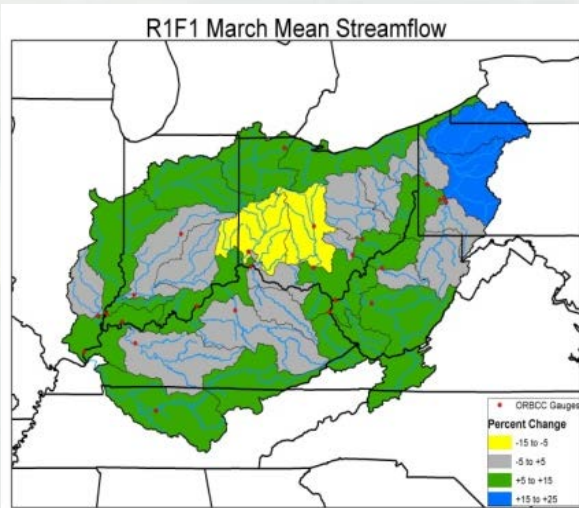 R1F1 March Mean Streamflow
ORBCC Gauges
Percent Change
-15 to -5
-5 to +5
+5 to +15
+15 to +25